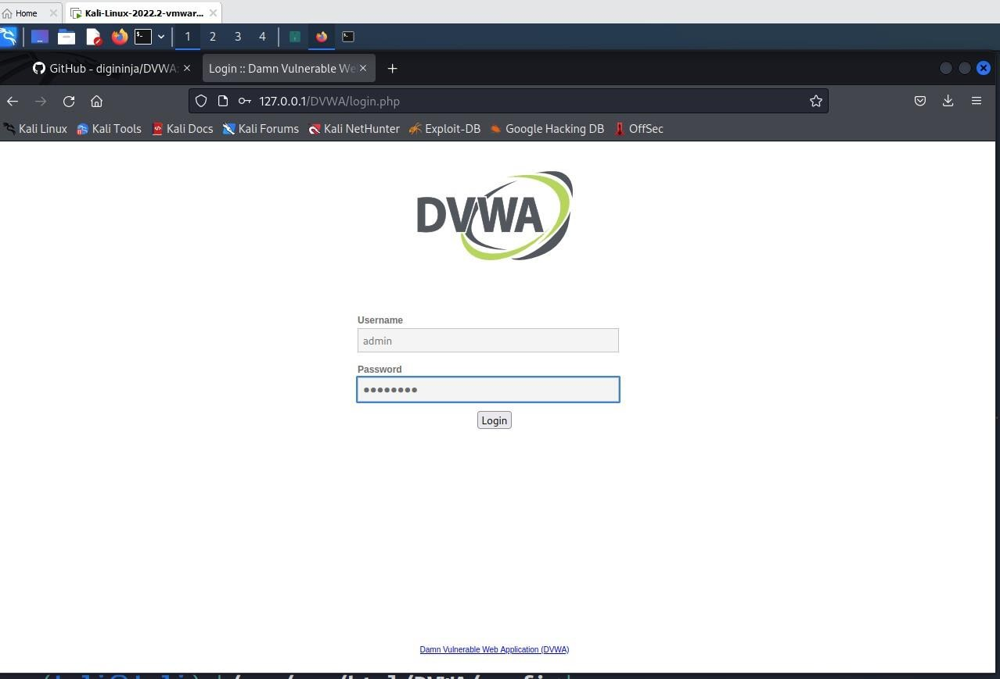 Home
Kali-Linux-2022.2-vmwar...
1 2 3 4
GitHub - digininja/DVWA:
Login :: Damn Vulnerable We
127.0.0.1/DVWA/login.php
Kali Linux Kali Tools Kali Docs Kali Forums Kali NetHunter Exploit-DB Google Hacking DB OffSec
DVWA
Username
admin
Password
Login
Damn Vulnerable Web Application (DVWA)